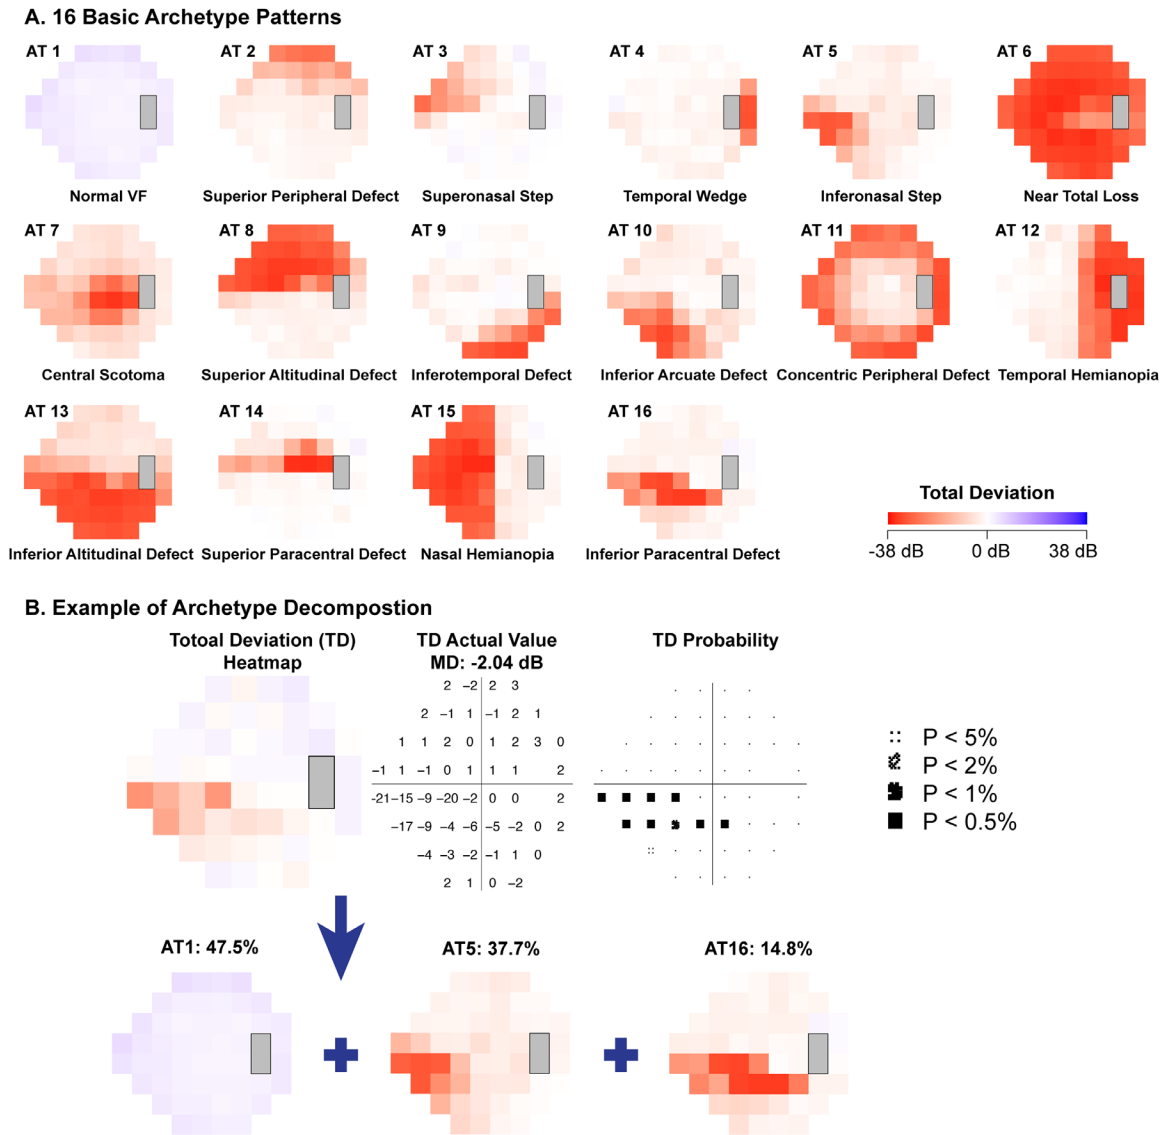 A. 16 Basic Archetype Patterns
AT 1 AT 2 AT 3 AT 4 AT 5 AT 6
Normal VF Superior Peripheral Defect Superonasal Step Temporal Wedge Inferonasal Step Near Total Loss
AT 7 AT 8 AT 9 AT 10 AT 11 AT 12
Central Scotoma Superior Altitudinal Defect Inferotemporal Defect Inferior Arcuate Defect Concentric Peripheral Defect Temporal Hemianopia
AT 13 AT 14 AT 15 AT 16
Inferior Altitudinal Defect Superior Paracentral Defect Nasal Hemianopia Inferior Paracentral Defect
Total Deviation
-38 dB 0 dB 38 dB
B. Example of Archetype Decompostion
Totoal Deviation (TD)
Heatmap
TD Actual Value
MD: -2.04 dB
2 −2 2 3
2 −1 1 −1 2 1
1 1 2 0 1 2 3 0
−1 1 −1 0 1 1 1 2
−21 −15 −9 −20 −2 0 0 2
−17 −9 −4 −6 −5 −2 0 2
−4 −3 −2 −1 1 0
2 1 0 −2
TD Probability
P < 5%
P < 2%
P < 1%
P < 0.5%
AT1: 47.5% AT5: 37.7% AT16: 14.8%